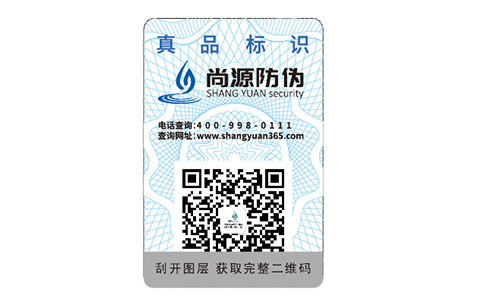 真品标识
尚源防伪
SHANG YUAN security
电话查询:400-998-0111
查询网址:www.shangyuan365.com
刮开图层 获取完整二维码